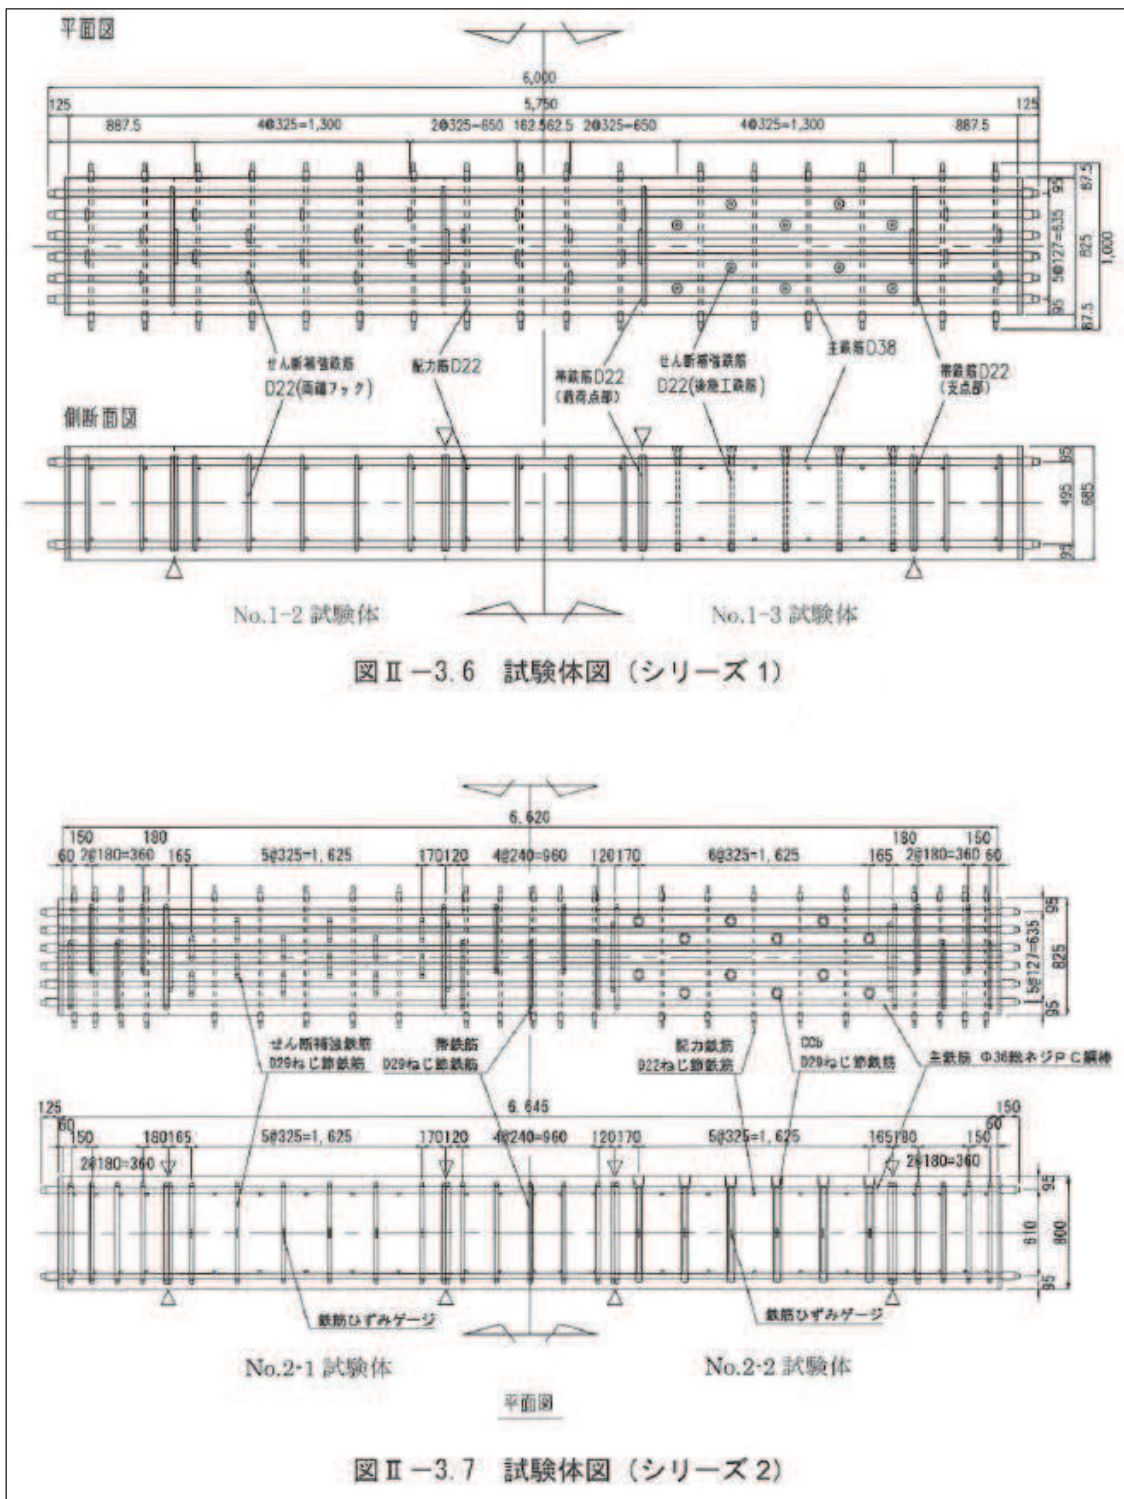 平面図
6,000
125 5,750 125
887.5 4@325=1,300 2@325=650 162.562.5 2@325=650 4@325=1,300 887.5
95 5@127=635 95
87.5 825 87.5
1,000
せん断補強鉄筋
D22(両端フック)
配力筋D22
帯鉄筋D22
(載荷点部)
せん断補強鉄筋
D22(後施工鉄筋)
主鉄筋D38
帯鉄筋D22
(支点部)
側断面図
95 495 95
685
No.1-2 試験体
No.1-3 試験体
図Ⅱ-3.6 試験体図(シリーズ1)
6,620
150 180 180 150
60 2@180=360 165 5@325=1,625 170120 4@240=960 120170 6@325=1,625 165 2@180=360 60
95 5@127=635 95
825
せん断補強鉄筋
D29ねじ節鉄筋
帯鉄筋
D29ねじ節鉄筋
配力鉄筋
D22ねじ節鉄筋
CCb
D29ねじ節鉄筋
主鉄筋 Φ36総ネジPC鋼棒
125 6,645 150
60 60
150 180165 5@325=1,625 170120 4@240=960 120170 5@325=1,625 165180 150
2@180=360 2@180=360
95 610 95
800
鉄筋ひずみゲージ
鉄筋ひずみゲージ
No.2-1 試験体
No.2-2 試験体
平面図
図Ⅱ-3.7 試験体図(シリーズ2)